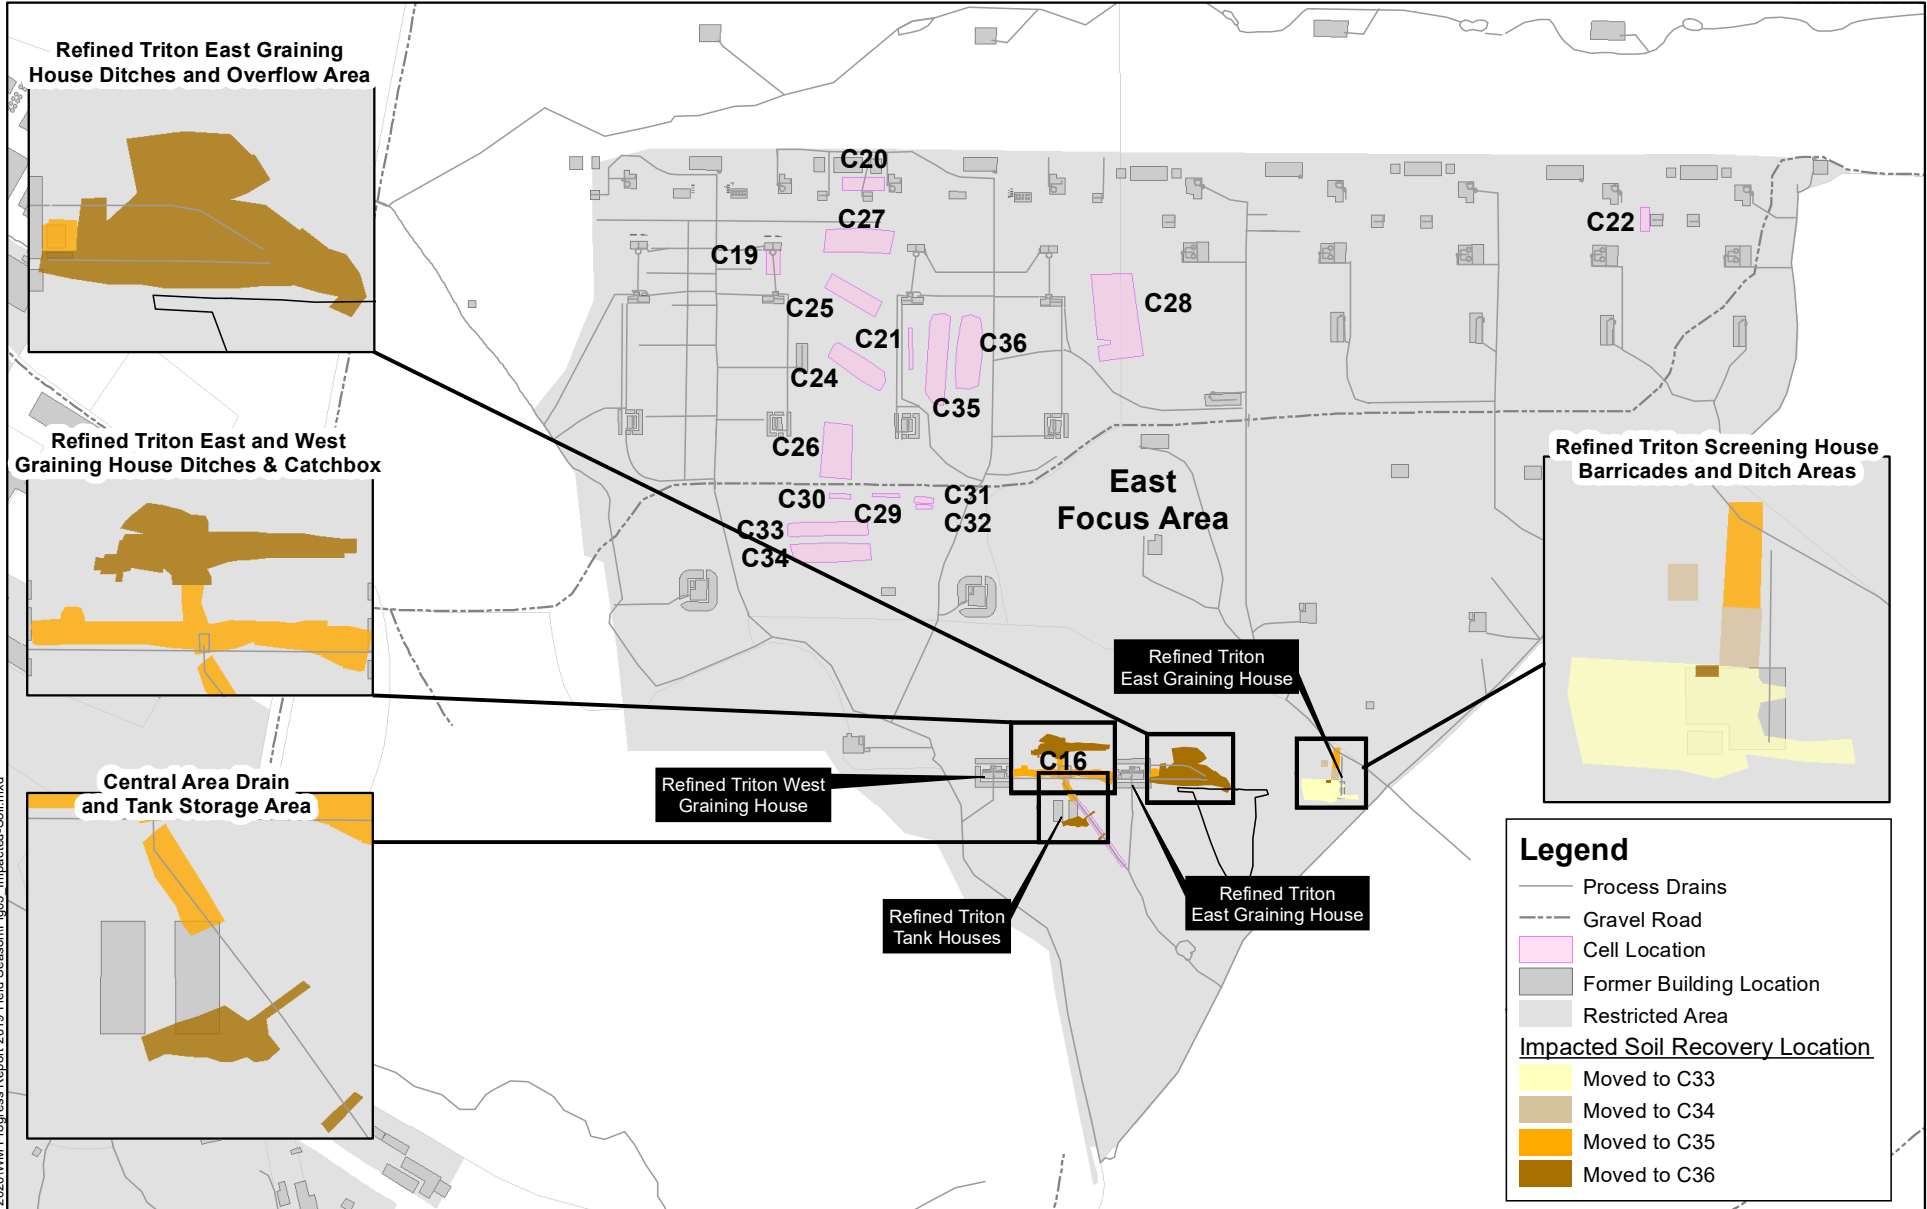 Refined Triton East Graining
House Ditches and Overflow Area
C20
C27
C22
C19
C25
C28
C21
C36
C24
C35
Refined Triton East and West
Graining House Ditches & Catchbox
C26
East
Focus Area
Refined Triton Screening House
Barricades and Ditch Areas
C30
C29
C31
C32
C33
C34
Refined Triton
East Graining House
C16
Refined Triton West
Graining House
Central Area Drain
and Tank Storage Area
Refined Triton
Tank Houses
Refined Triton
East Graining House
Legend
Process Drains
Gravel Road
Cell Location
Former Building Location
Restricted Area
Impacted Soil Recovery Location
Moved to C33
Moved to C34
Moved to C35
Moved to C36